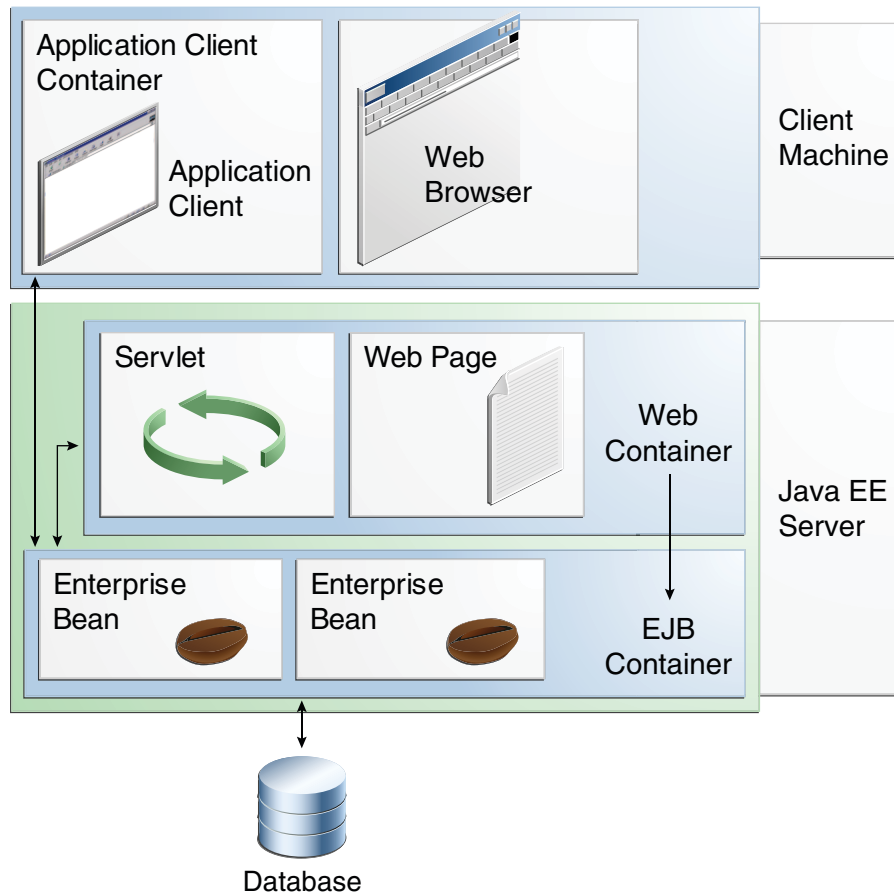 Application Client
Container
Application
Client
Web
Browser
Client
Machine
Servlet
Web Page
Web
Container
Java EE
Server
Enterprise
Bean
Enterprise
Bean
EJB
Container
Database